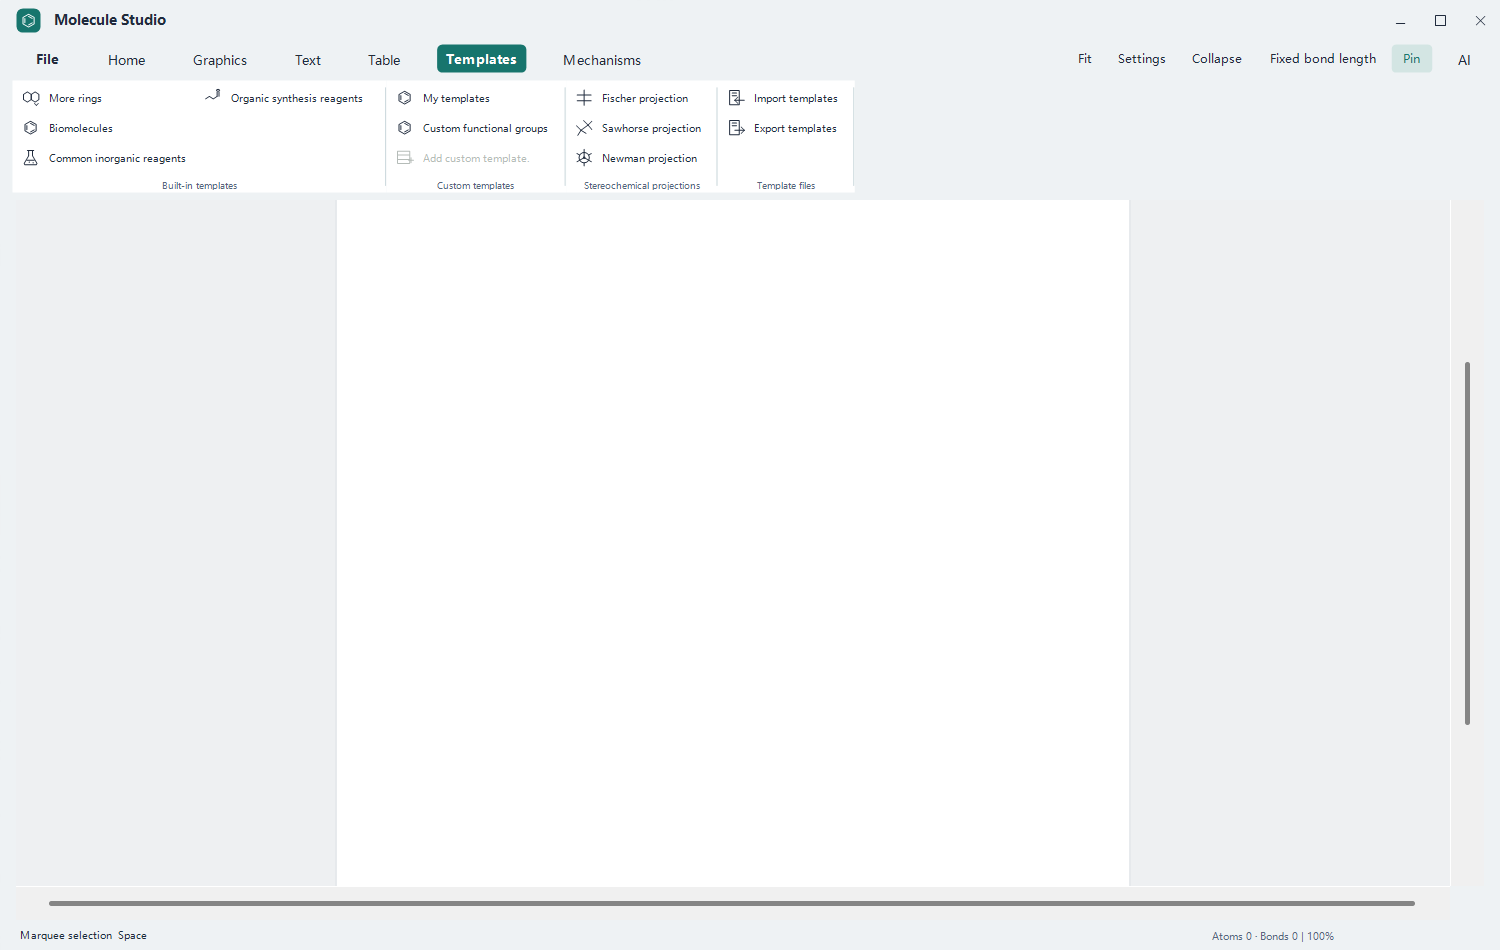 Molecule Studio
File Home Graphics Text Table Templates Mechanisms Fit Settings Collapse Fixed bond length Pin AI
More rings Organic synthesis reagents My templates Fischer projection Import templates
Biomolecules Custom functional groups Sawhorse projection Export templates
Common inorganic reagents Add custom template. Newman projection
Built-in templates Custom templates Stereochemical projections Template files
Marquee selection Space Atoms 0 · Bonds 0 | 100%